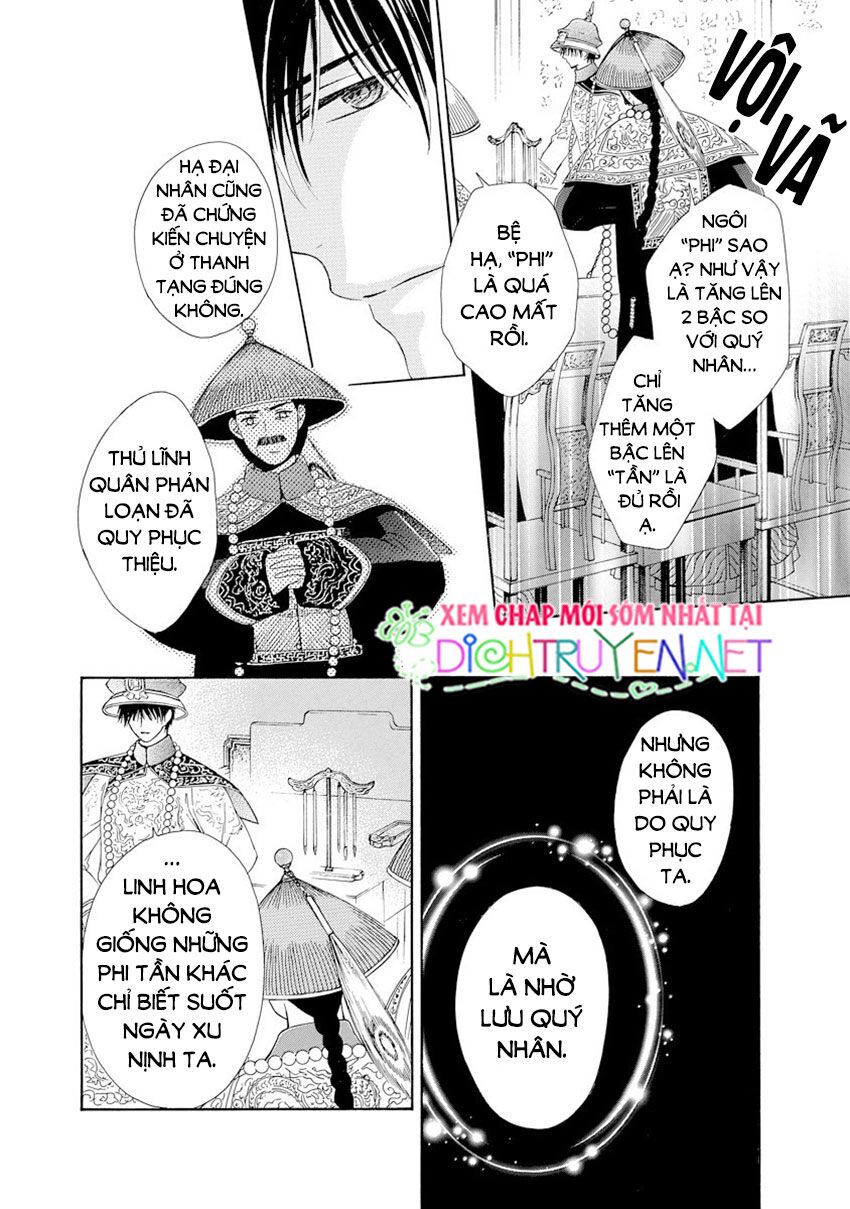 VỘI VÃ
NGÔI
"PHI" SAO
Ạ? NHƯ VẬY
LÀ TĂNG LÊN
2 BẬC SO
VỚI QUÝ
NHÂN...
CHỈ
TĂNG
THÊM MỘT
BẬC LÊN
"TẦN" LÀ
ĐỦ RỒI
Ạ.
BỆ
HẠ, "PHI"
LÀ QUÁ
CAO MẤT
RỒI.
HẠ ĐẠI
NHÂN CŨNG
ĐÃ CHỨNG
KIẾN CHUYỆN
Ở THANH
TẠNG ĐÚNG
KHÔNG.
THỦ LĨNH
QUÂN PHẢN
LOẠN ĐÃ
QUY PHỤC
THIỆU.
XEM CHAP MỚI SỚM NHẤT TẠI
DICHTRUYEN.NET
NHƯNG
KHÔNG
PHẢI LÀ
DO QUY
PHỤC
TA.
MÀ
LÀ NHỜ
LƯU QUÝ
NHÂN.
...
LINH HOA
KHÔNG
GIỐNG NHỮNG
PHI TẦN KHÁC
CHỈ BIẾT SUỐT
NGÀY XU
NỊNH TA.